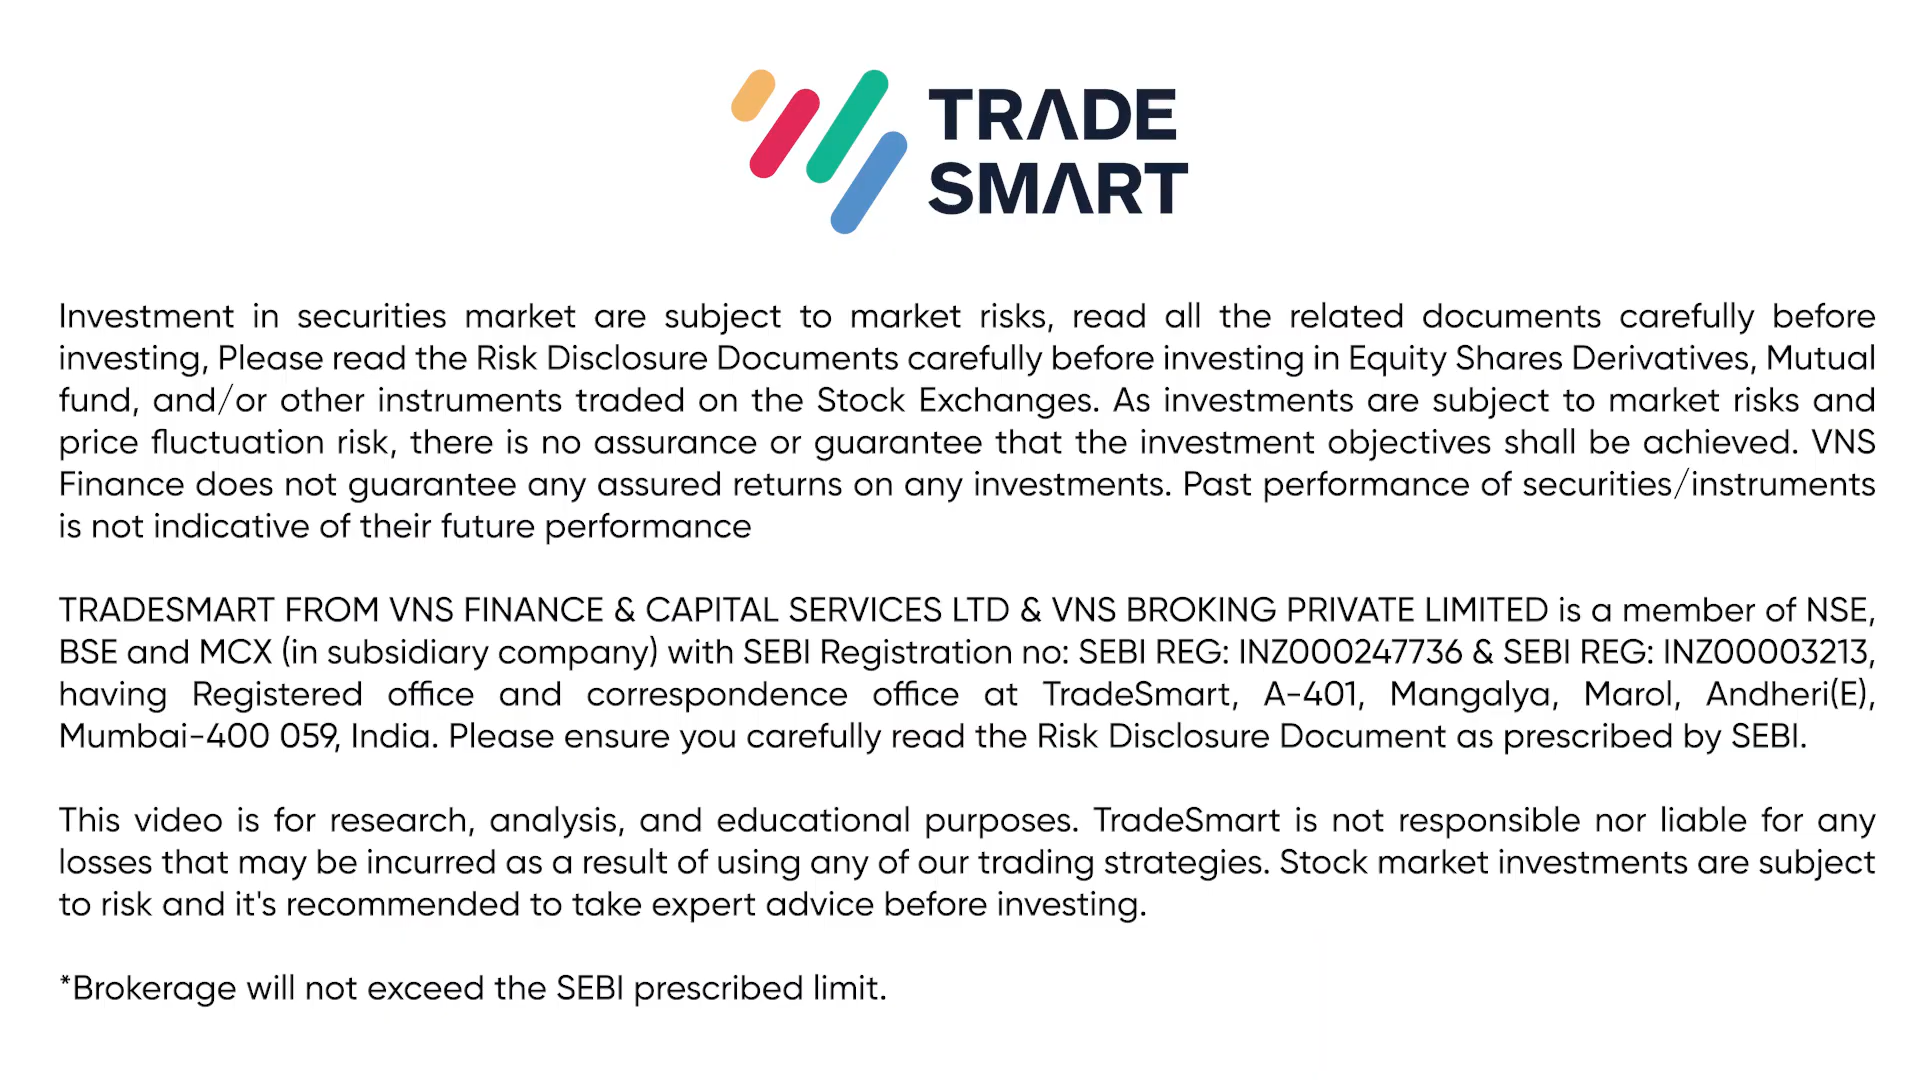 TRADE
SMART
Investment in securities market are subject to market risks, read all the related documents carefully before
investing, Please read the Risk Disclosure Documents carefully before investing in Equity Shares Derivatives, Mutual
fund, and/or other instruments traded on the Stock Exchanges. As investments are subject to market risks and
price fluctuation risk, there is no assurance or guarantee that the investment objectives shall be achieved. VNS
Finance does not guarantee any assured returns on any investments. Past performance of securities/instruments
is not indicative of their future performance
TRADESMART FROM VNS FINANCE & CAPITAL SERVICES LTD & VNS BROKING PRIVATE LIMITED is a member of NSE,
BSE and MCX (in subsidiary company) with SEBI Registration no: SEBI REG: INZ000247736 & SEBI REG: INZ00003213,
having Registered office and correspondence office at TradeSmart, A-401, Mangalya, Marol, Andheri(E),
Mumbai-400 059, India. Please ensure you carefully read the Risk Disclosure Document as prescribed by SEBI.
This video is for research, analysis, and educational purposes. TradeSmart is not responsible nor liable for any
losses that may be incurred as a result of using any of our trading strategies. Stock market investments are subject
to risk and it's recommended to take expert advice before investing.
*Brokerage will not exceed the SEBI prescribed limit.